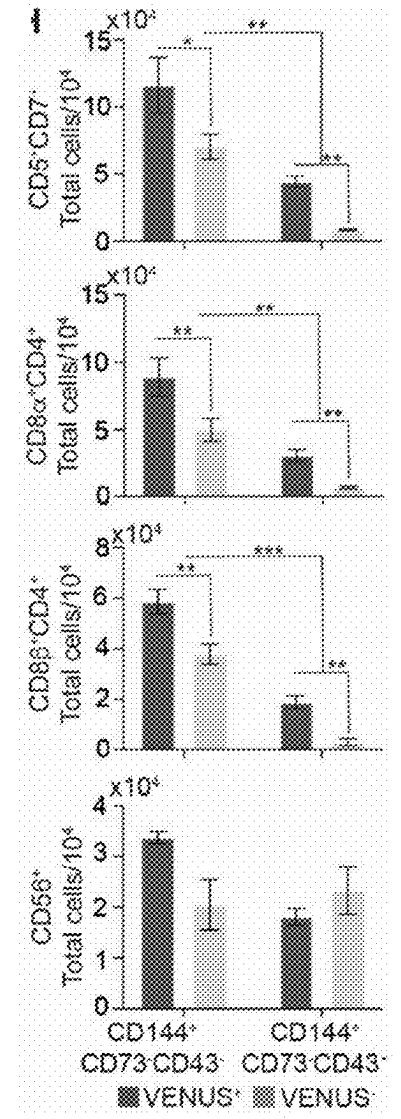 f
x10⁴
CD5⁺CD7⁺
Total cells/10⁴
15
10
5
0
*
**
**
x10⁴
CD8α⁺CD4⁺
Total cells/10⁴
15
10
5
0
**
**
**
x10⁴
CD8β⁺CD4⁺
Total cells/10⁴
8
6
4
2
0
**
***
**
x10⁴
CD56⁺
Total cells/10⁴
4
3
2
1
0
CD144⁺ CD144⁺
CD73⁻CD43⁻ CD73⁻CD43⁺
VENUS⁺ VENUS⁻